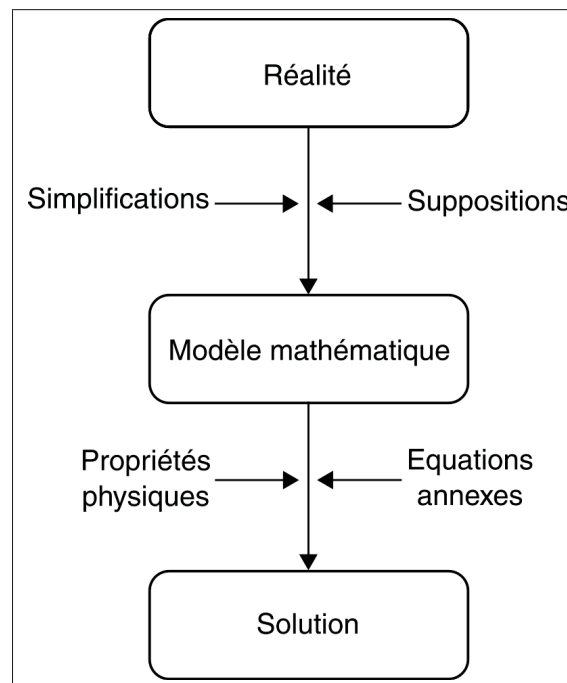 Réalité
Simplifications
Suppositions
Modèle mathématique
Propriétés
physiques
Equations
annexes
Solution